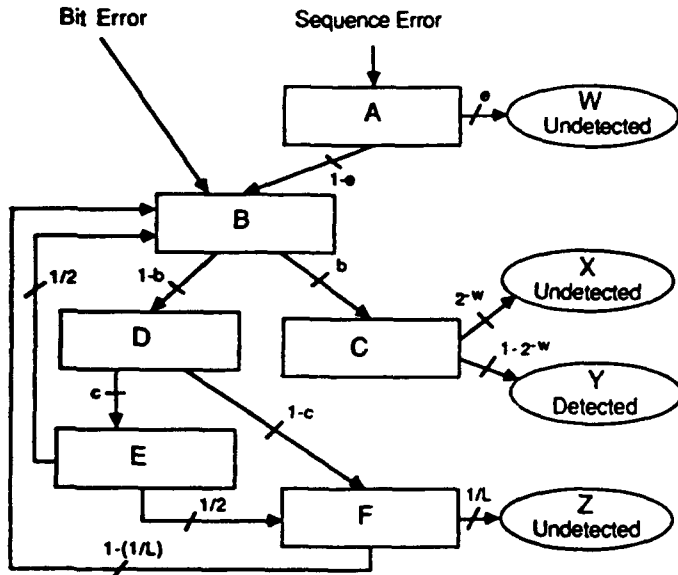 Bit Error
Sequence Error
A
e
W
Undetected
1-e
B
1/2
1-b
b
X
Undetected
2-w
D
C
1-2-w
Y
Detected
c
1-c
E
1/2
F
1/L
Z
Undetected
1-(1/L)